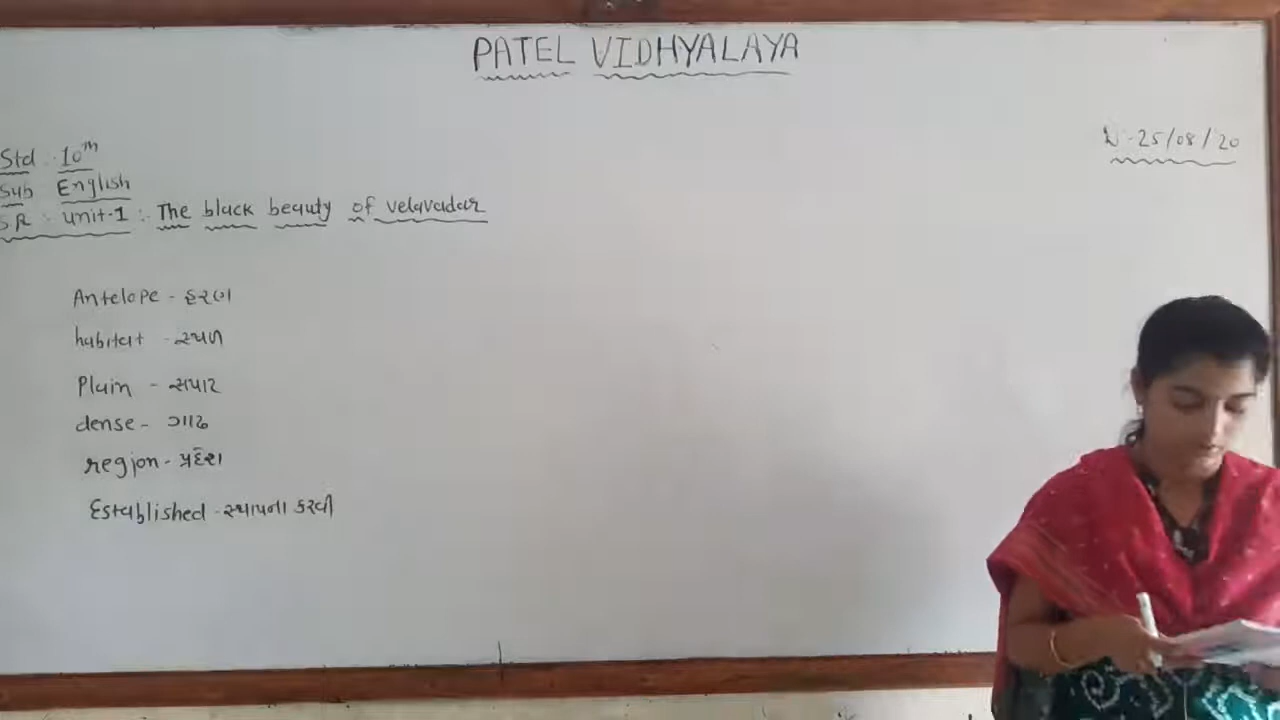 PATEL VIDHYALAYA
D-25/08/20
Std : 10th
Sub English
SR : unit-1 : The black beauty of velavadar
Antelope - હરણ
habitat - સ્થળ
Plain - સપાટ
dense - ગાઢ
region - પ્રદેશ
Established - સ્થાપના કરવી